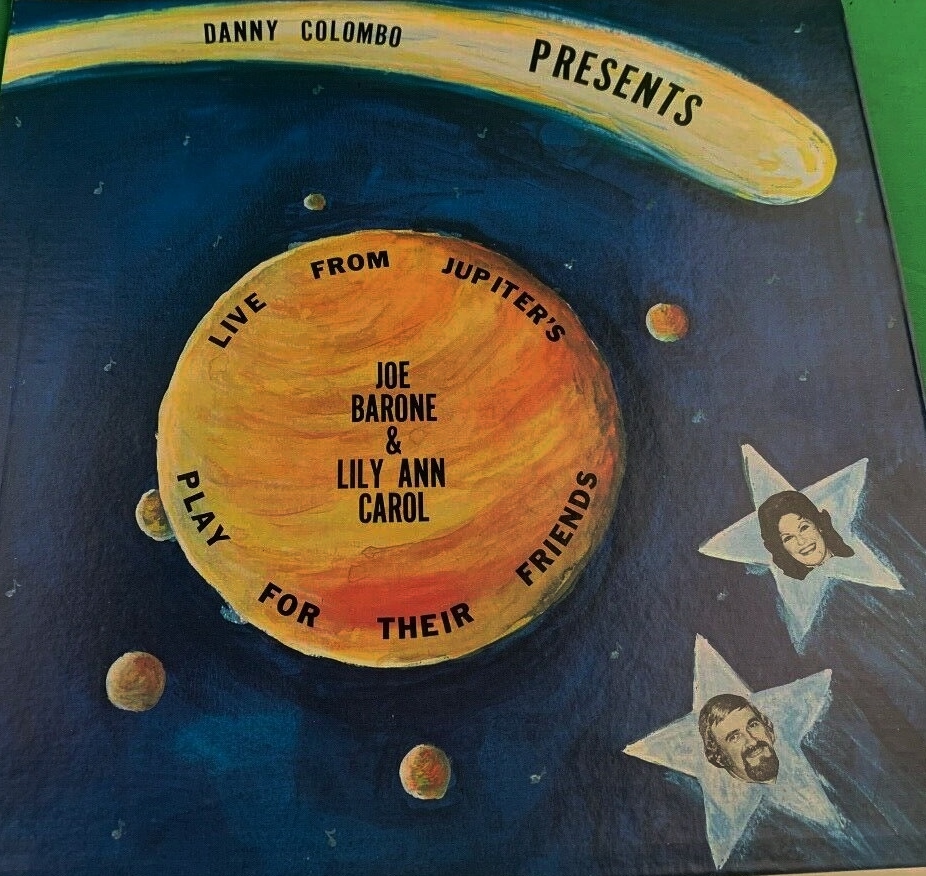 DANNY COLOMBO
PRESENTS
LIVE FROM JUPITER'S
JOE
BARONE
&
LILY ANN
CAROL
PLAY FOR THEIR FRIENDS